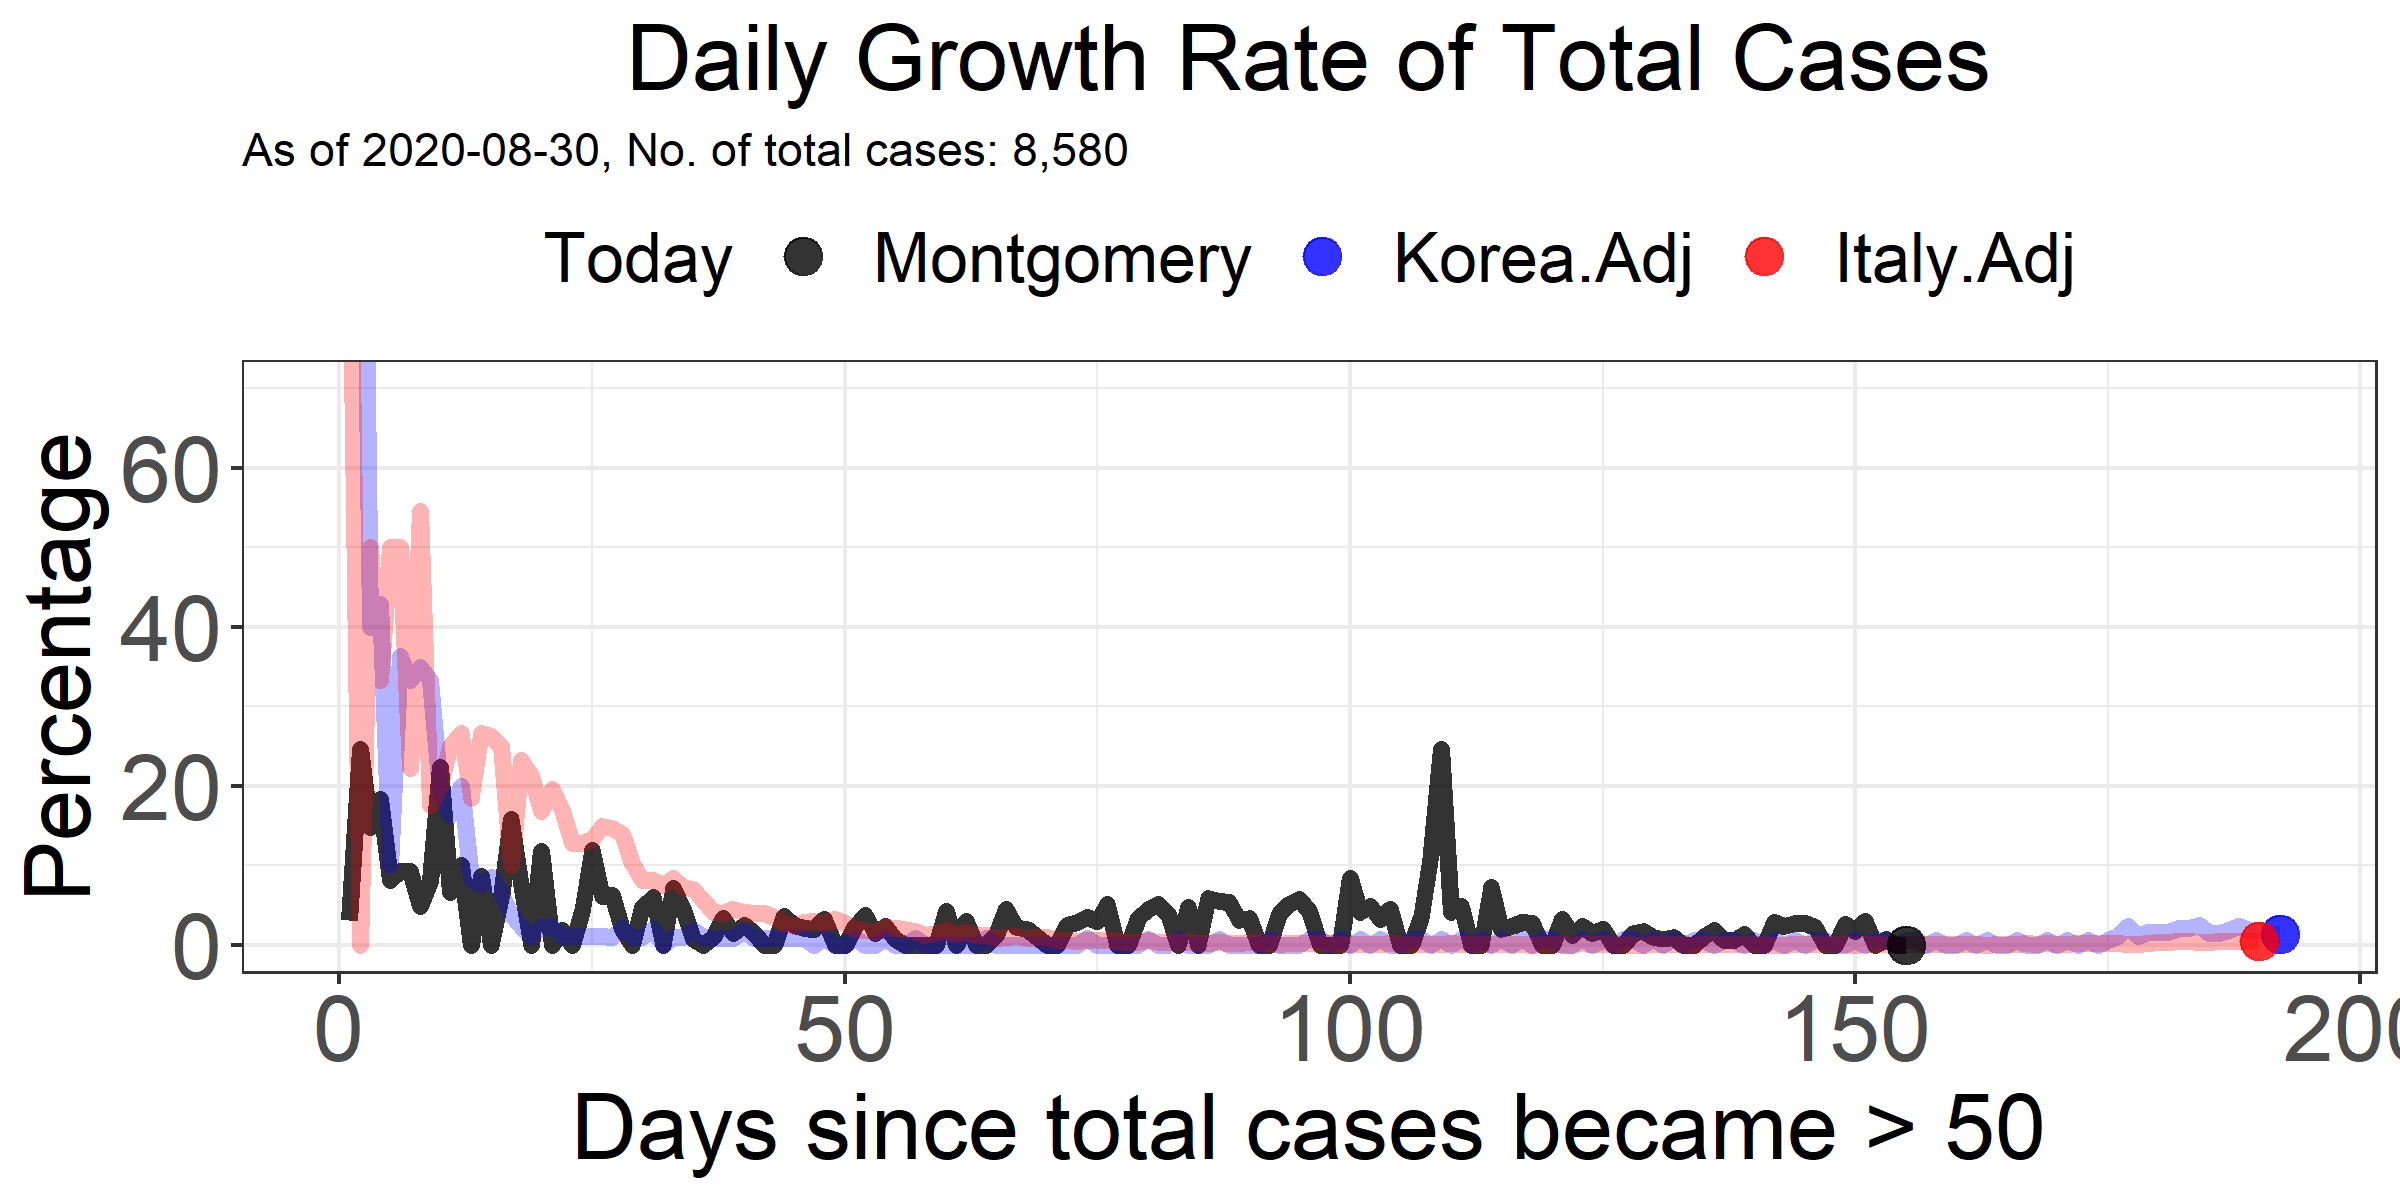 Daily Growth Rate of Total Cases
As of 2020-08-30, No. of total cases: 8,580
Today Montgomery Korea.Adj Italy.Adj
Percentage
60
40
20
0
0 50 100 150 200
Days since total cases became > 50